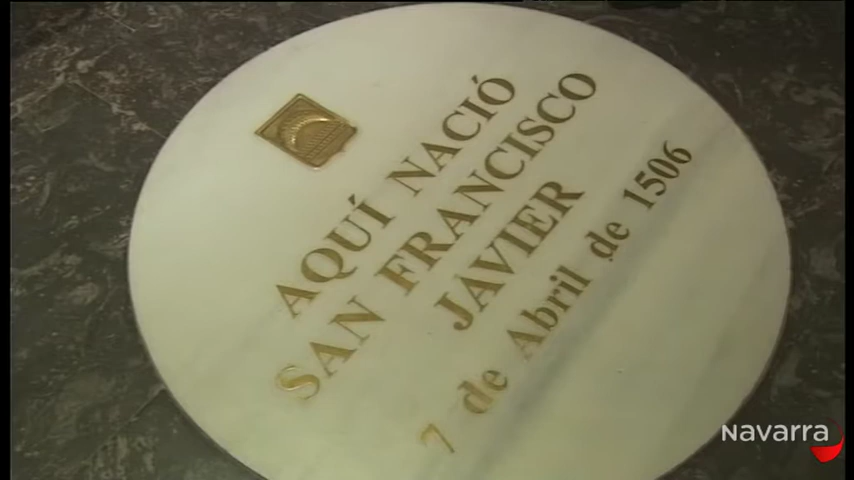 AQUÍ NACIÓ
SAN FRANCISCO
JAVIER
7 de Abril de 1506
Navarra